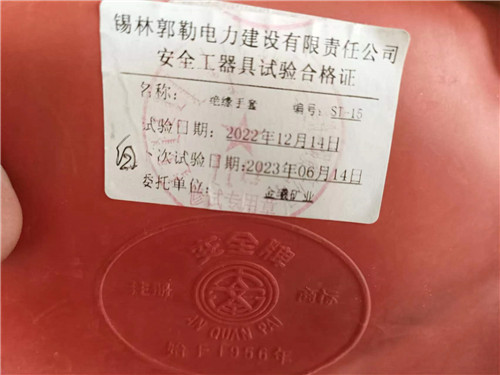 锡林郭勒电力建设有限责任公司
安全工器具试验合格证
名称: 绝缘手套 编号: ST-15
试验日期: 2022年12月14日
下次试验日期:2023年06月14日
委托单位: 金曦矿业
安全牌
注册 商标
AN QUAN PAI
始于1956年